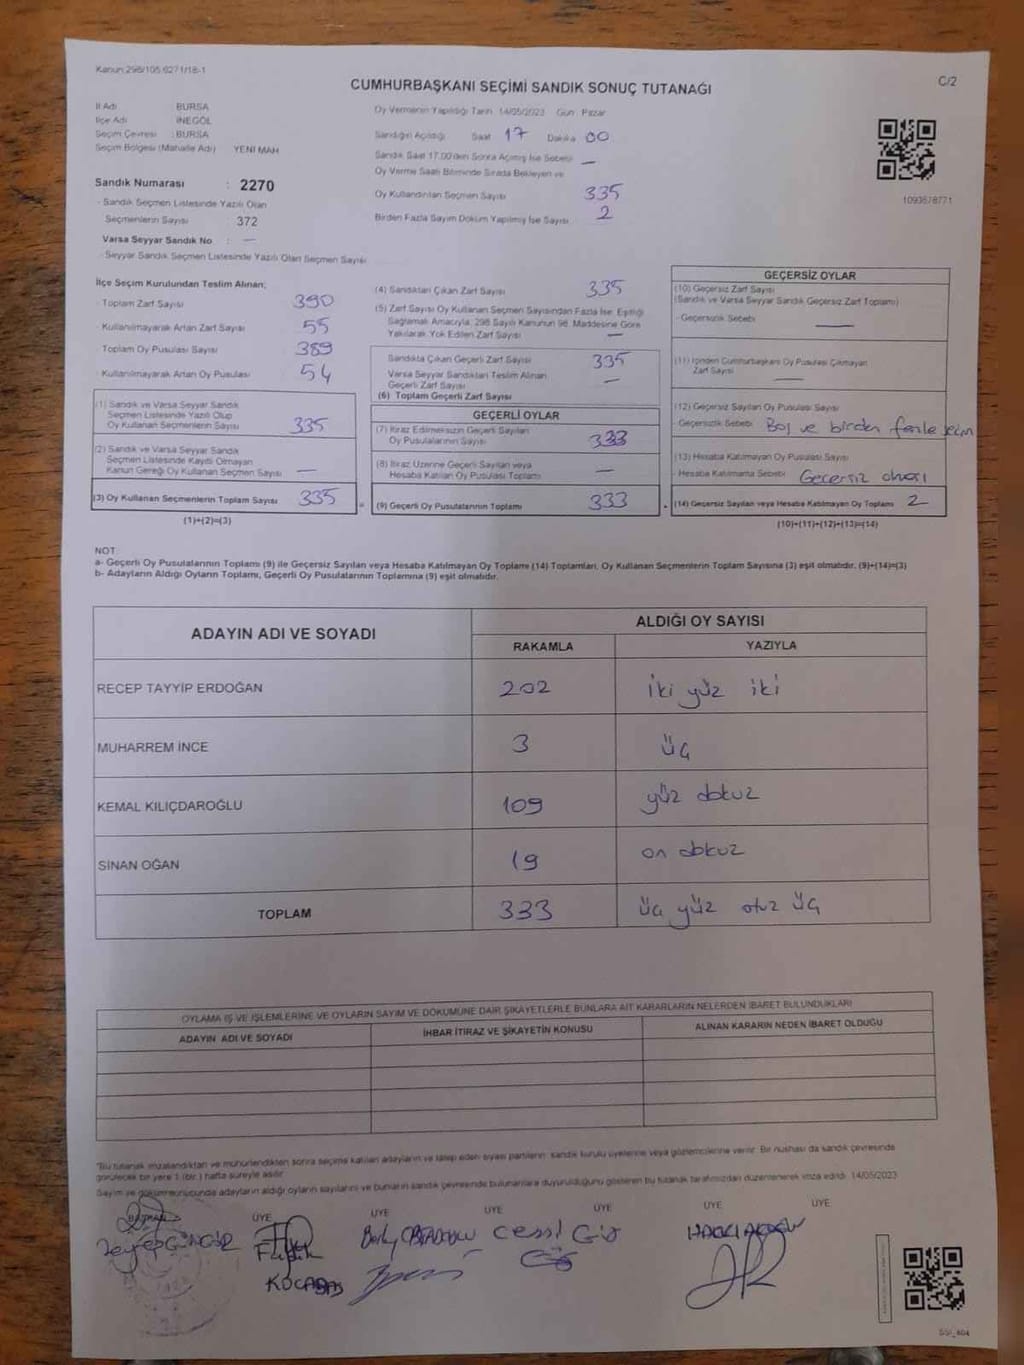 Kanun:298/105,6271/18-1
C/2
CUMHURBAŞKANI SEÇİMİ SANDIK SONUÇ TUTANAĞI
İl Adı : BURSA
İlçe Adı : İNEGÖL
Seçim Çevresi : BURSA
Seçim Bölgesi (Mahalle Adı) YENİ MAH
Oy Vermenin Yapıldığı Tarih 14/05/2023 Gün : Pazar
Sandığın Açıldığı Saat 17 Dakika 00
Sandık Saat 17.00'den Sonra Açılmış İse Sebebi —
Oy Verme Saati Bitiminde Sırada Bekleyen ve
Oy Kullandırılan Seçmen Sayısı 335
Birden Fazla Sayım Döküm Yapılmış İse Sayısı 2
1093678771
Sandık Numarası : 2270
- Sandık Seçmen Listesinde Yazılı Olan
Seçmenlerin Sayısı : 372
Varsa Seyyar Sandık No : —
- Seyyar Sandık Seçmen Listesinde Yazılı Olan Seçmen Sayısı
İlçe Seçim Kurulundan Teslim Alınan;
- Toplam Zarf Sayısı 390
- Kullanılmayarak Artan Zarf Sayısı 55
- Toplam Oy Pusulası Sayısı 389
- Kullanılmayarak Artan Oy Pusulası 54
(1) Sandık ve Varsa Seyyar Sandık
Seçmen Listesinde Yazılı Olup
Oy Kullanan Seçmenlerin Sayısı 335
(2) Sandık ve Varsa Seyyar Sandık
Seçmen Listesinde Kayıtlı Olmayan
Kanun Gereği Oy Kullanan Seçmen Sayısı —
(3) Oy Kullanan Seçmenlerin Toplam Sayısı 335
(1)+(2)=(3)
(4) Sandıktan Çıkan Zarf Sayısı 335
(5) Zarf Sayısı Oy Kullanan Seçmen Sayısından Fazla İse, Eşitliği
Sağlamak Amacıyla, 298 Sayılı Kanunun 98. Maddesine Göre
Yakılarak Yok Edilen Zarf Sayısı —
Sandıkta Çıkan Geçerli Zarf Sayısı 335
Varsa Seyyar Sandıktan Teslim Alınan
Geçerli Zarf Sayısı —
(6) Toplam Geçerli Zarf Sayısı
GEÇERLİ OYLAR
(7) İtiraz Edilmeksizin Geçerli Sayılan
Oy Pusulalarının Sayısı 333
(8) İtiraz Üzerine Geçerli Sayılan veya
Hesaba Katılan Oy Pusulası Toplamı —
(9) Geçerli Oy Pusulalarının Toplamı 333
GEÇERSİZ OYLAR
(10) Geçersiz Zarf Sayısı
(Sandık ve Varsa Seyyar Sandık Geçersiz Zarf Toplamı)
- Geçersizlik Sebebi —
(11) İçinden Cumhurbaşkanı Oy Pusulası Çıkmayan
Zarf Sayısı —
(12) Geçersiz Sayılan Oy Pusulası Sayısı
- Geçersizlik Sebebi Boş ve birden fazla seçim
(13) Hesaba Katılmayan Oy Pusulası Sayısı
- Hesaba Katılmama Sebebi Geçersiz olması
(14) Geçersiz Sayılan veya Hesaba Katılmayan Oy Toplamı 2
(10)+(11)+(12)+(13)=(14)
NOT:
a- Geçerli Oy Pusulalarının Toplamı (9) ile Geçersiz Sayılan veya Hesaba Katılmayan Oy Toplamı (14) Toplamları, Oy Kullanan Seçmenlerin Toplam Sayısına (3) eşit olmalıdır. (9)+(14)=(3)
b- Adayların Aldığı Oyların Toplamı, Geçerli Oy Pusulalarının Toplamına (9) eşit olmalıdır.
ADAYIN ADI VE SOYADI
ALDIĞI OY SAYISI
RAKAMLA YAZIYLA
RECEP TAYYİP ERDOĞAN 202 iki yüz iki
MUHARREM İNCE 3 üç
KEMAL KILIÇDAROĞLU 109 yüz dokuz
SİNAN OĞAN 19 on dokuz
TOPLAM 333 üç yüz otuz üç
OYLAMA İŞ VE İŞLEMLERİNE VE OYLARIN SAYIM VE DÖKÜMÜNE DAİR ŞİKAYETLERLE BUNLARA AİT KARARLARIN NELERDEN İBARET BULUNDUKLARI
ADAYIN ADI VE SOYADI İHBAR İTİRAZ VE ŞİKAYETİN KONUSU ALINAN KARARIN NEDEN İBARET OLDUĞU
"Bu tutanak imzalandıktan ve mühürlendikten sonra seçime katılan adayların ve talep eden siyasi partilerin sandık kurulu üyelerine veya gözlemcilerine verilir. Bir nüshası da sandık çevresinde
görülecek bir yere 1 (bir ) hafta süreyle asılır.
Sayım ve dökümsonucunda adayların aldığı oyların sayılarını ve bunların sandık çevresinde bulunanlara duyurulduğunu gösteren bu tutanak tarafımızdan düzenlenerek imza edildi. 14/05/2023
BAŞKAN ÜYE ÜYE ÜYE ÜYE ÜYE ÜYE
Zeynep GÜNGÖR
KOCABAŞ